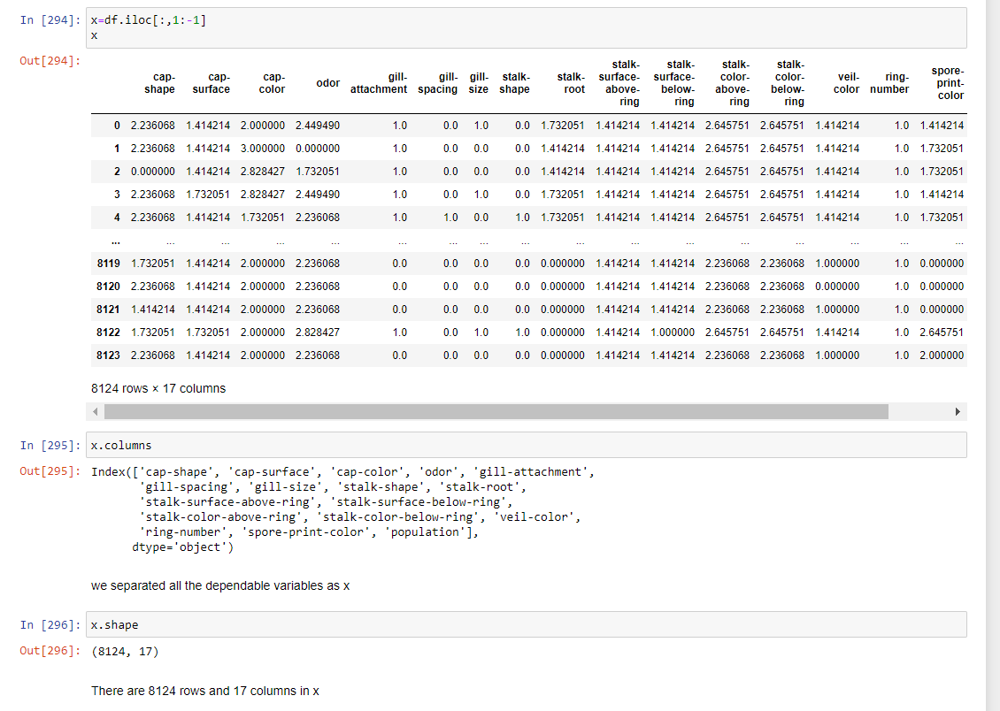 In [294]: x=df.iloc[:,1:-1]
x
Out[294]:
cap-shape cap-surface cap-color odor gill-attachment gill-spacing gill-size stalk-shape stalk-root stalk-surface-above-ring stalk-surface-below-ring stalk-color-above-ring stalk-color-below-ring veil-color ring-number spore-print-color
0 2.236068 1.414214 2.000000 2.449490 1.0 0.0 1.0 0.0 1.732051 1.414214 1.414214 2.645751 2.645751 1.414214 1.0 1.414214
1 2.236068 1.414214 3.000000 0.000000 1.0 0.0 0.0 0.0 1.414214 1.414214 1.414214 2.645751 2.645751 1.414214 1.0 1.732051
2 0.000000 1.414214 2.828427 1.732051 1.0 0.0 0.0 0.0 1.414214 1.414214 1.414214 2.645751 2.645751 1.414214 1.0 1.732051
3 2.236068 1.732051 2.828427 2.449490 1.0 0.0 1.0 0.0 1.732051 1.414214 1.414214 2.645751 2.645751 1.414214 1.0 1.414214
4 2.236068 1.414214 1.732051 2.236068 1.0 1.0 0.0 1.0 1.732051 1.414214 1.414214 2.645751 2.645751 1.414214 1.0 1.732051
... ... ... ... ... ... ... ... ... ... ... ... ... ... ... ... ...
8119 1.732051 1.414214 2.000000 2.236068 0.0 0.0 0.0 0.0 0.000000 1.414214 1.414214 2.236068 2.236068 1.000000 1.0 0.000000
8120 2.236068 1.414214 2.000000 2.236068 0.0 0.0 0.0 0.0 0.000000 1.414214 1.414214 2.236068 2.236068 0.000000 1.0 0.000000
8121 1.414214 1.414214 2.000000 2.236068 0.0 0.0 0.0 0.0 0.000000 1.414214 1.414214 2.236068 2.236068 1.000000 1.0 0.000000
8122 1.732051 1.732051 2.000000 2.828427 1.0 0.0 1.0 1.0 0.000000 1.414214 1.000000 2.645751 2.645751 1.414214 1.0 2.645751
8123 2.236068 1.414214 2.000000 2.236068 0.0 0.0 0.0 0.0 0.000000 1.414214 1.414214 2.236068 2.236068 1.000000 1.0 2.000000
8124 rows × 17 columns
In [295]: x.columns
Out[295]: Index(['cap-shape', 'cap-surface', 'cap-color', 'odor', 'gill-attachment',
'gill-spacing', 'gill-size', 'stalk-shape', 'stalk-root',
'stalk-surface-above-ring', 'stalk-surface-below-ring',
'stalk-color-above-ring', 'stalk-color-below-ring', 'veil-color',
'ring-number', 'spore-print-color', 'population'],
dtype='object')
we separated all the dependable variables as x
In [296]: x.shape
Out[296]: (8124, 17)
There are 8124 rows and 17 columns in x